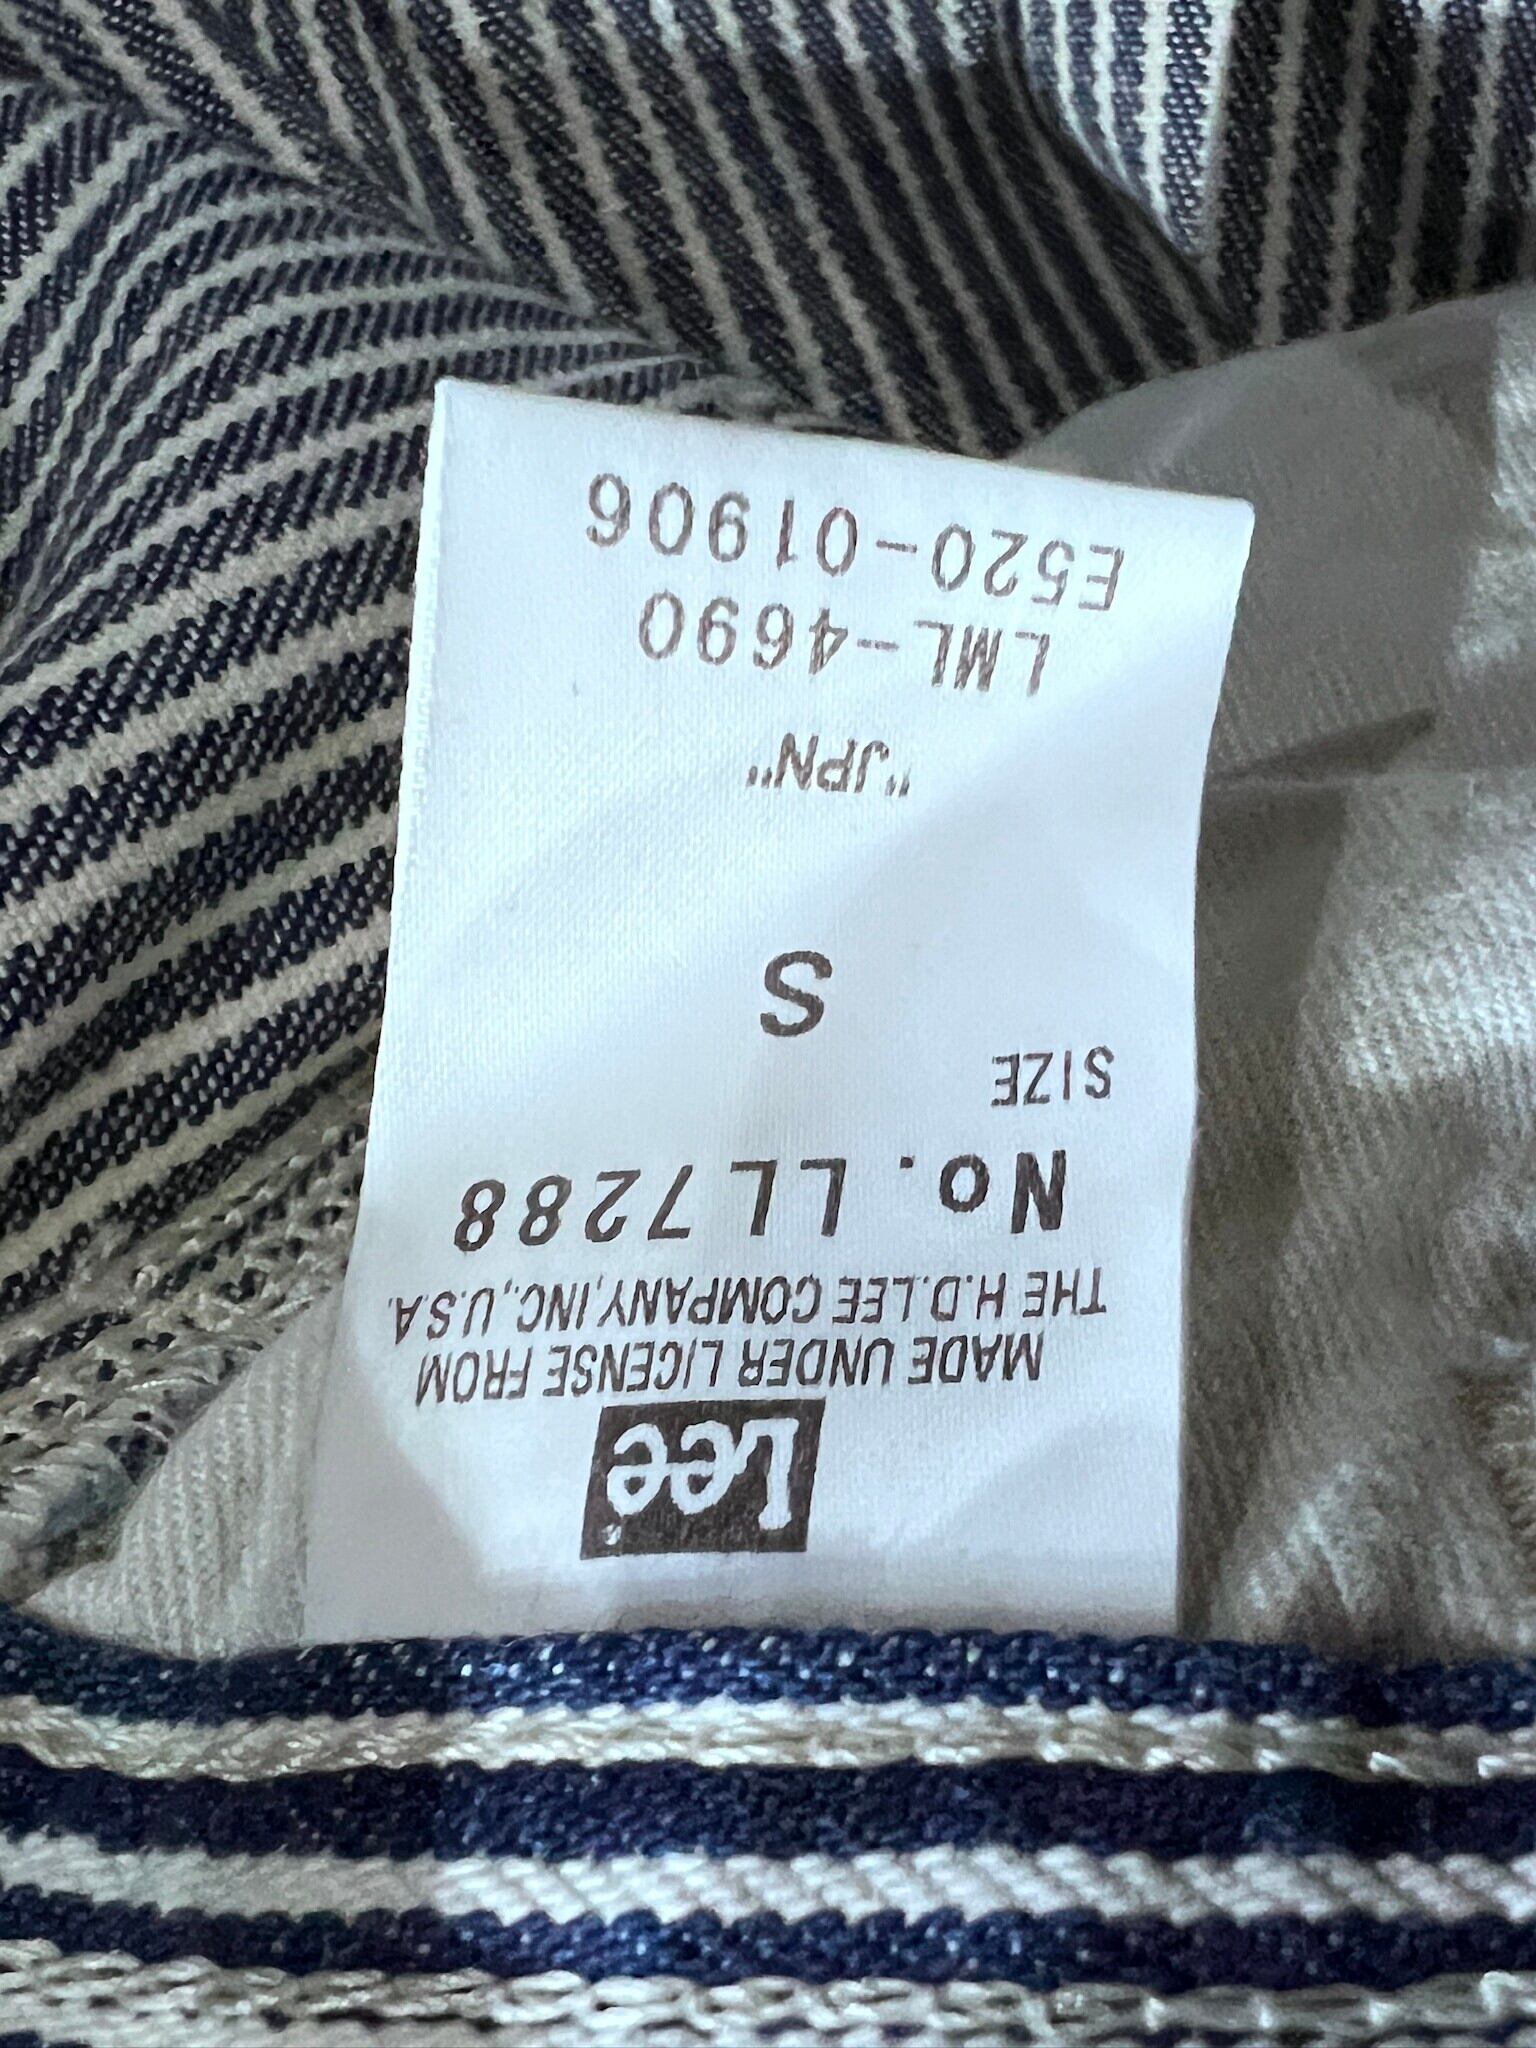 Lee
MADE UNDER LICENSE FROM
THE H.D.LEE COMPANY,INC.,U.S.A.
No. LL7288
SIZE
S
"JPN"
LML-4690
E520-01906